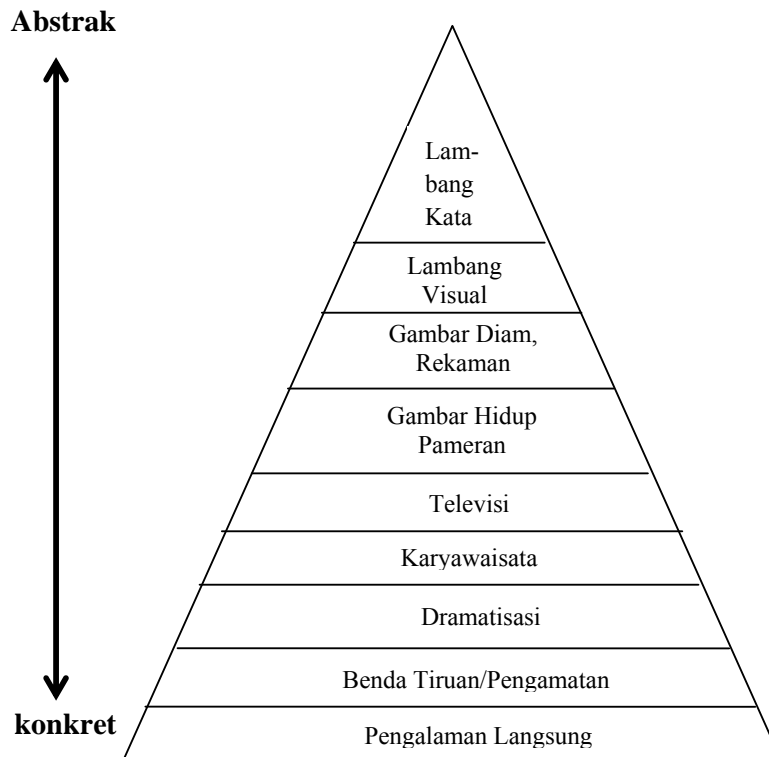 Abstrak
Lam-
bang
Kata
Lambang
Visual
Gambar Diam,
Rekaman
Gambar Hidup
Pameran
Televisi
Karyawaisata
Dramatisasi
Benda Tiruan/Pengamatan
konkret
Pengalaman Langsung